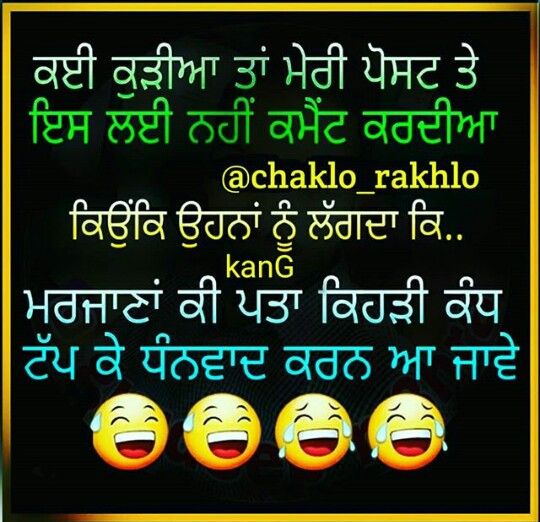 ਕਈ ਕੁੜੀਆ ਤਾਂ ਮੇਰੀ ਪੋਸਟ ਤੇ
ਇਸ ਲਈ ਨਹੀਂ ਕਮੈਂਟ ਕਰਦੀਆ
@chaklo_rakhlo
ਕਿਉਂਕਿ ਉਹਨਾਂ ਨੂੰ ਲੱਗਦਾ ਕਿ..
kanG
ਮਰਜਾਣਾਂ ਕੀ ਪਤਾ ਕਿਹੜੀ ਕੰਧ
ਟੱਪ ਕੇ ਧੰਨਵਾਦ ਕਰਨ ਆ ਜਾਵੇ